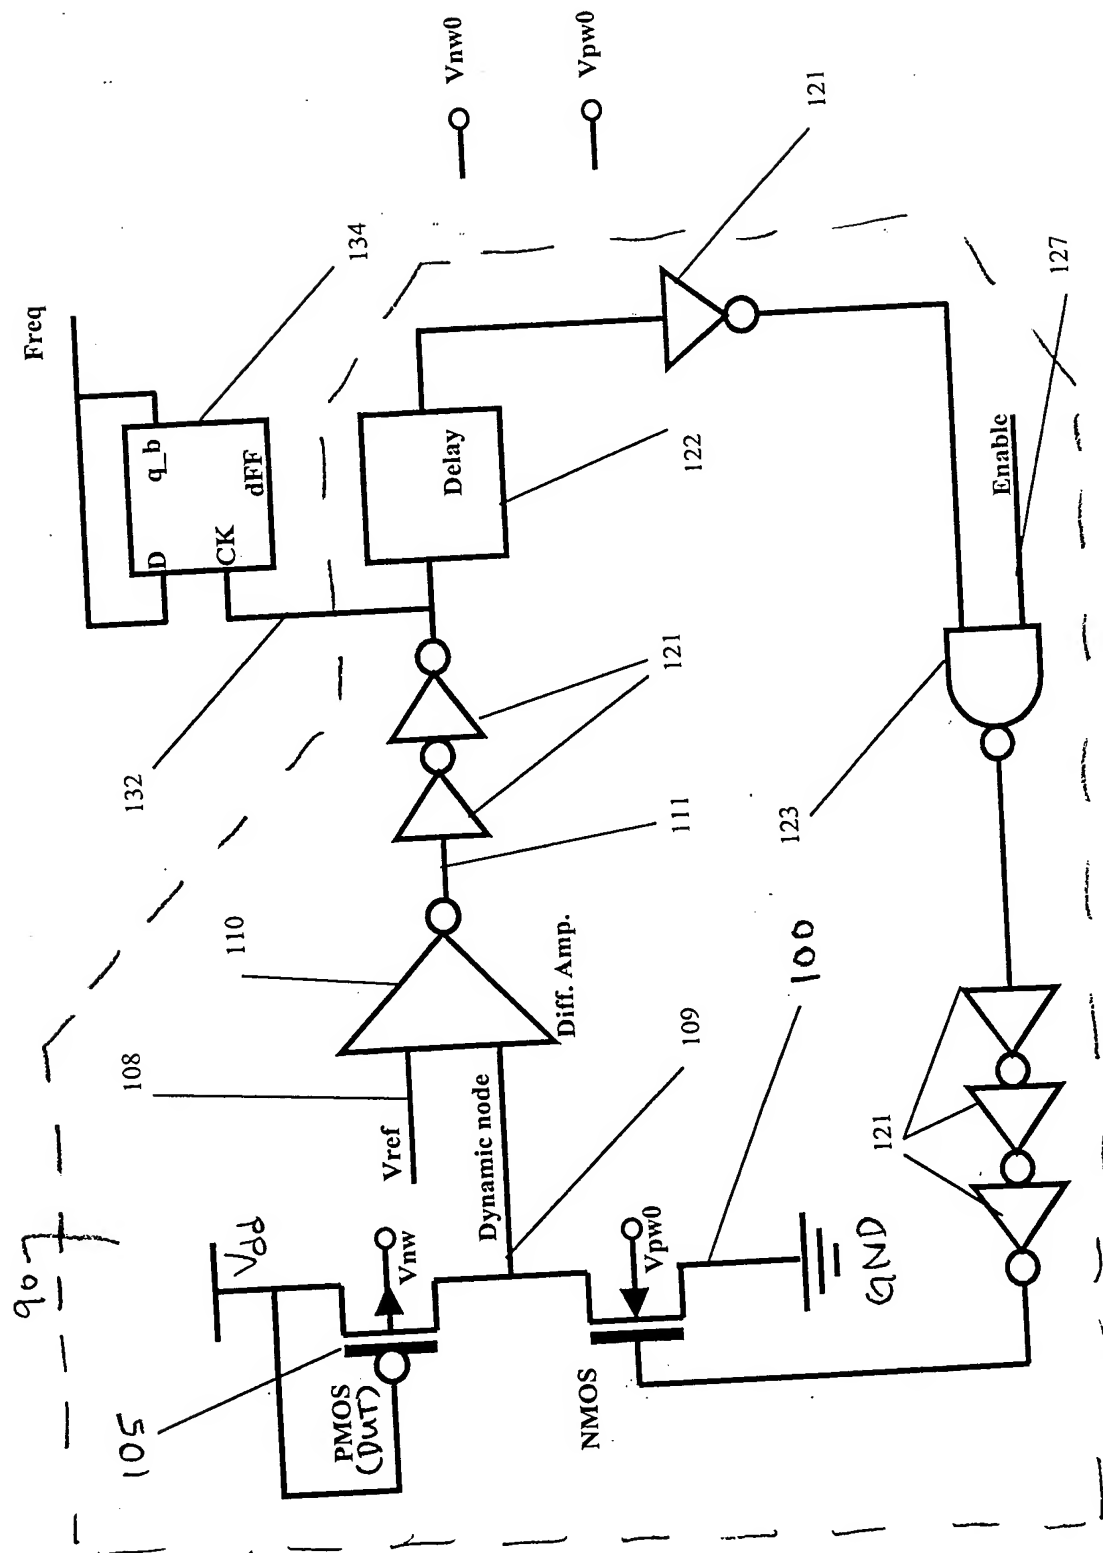 90
Freq
105
108
132
D
q_b
CK
110
Vdd
dFF
PMOS
(DUT)
134
Vref
Vnw
Delay
Vnw0
Dynamic node
Diff. Amp.
NMOS
Vpw0
Vpw0
121
111
109
122
123
100
121
GND
121
Enable
127